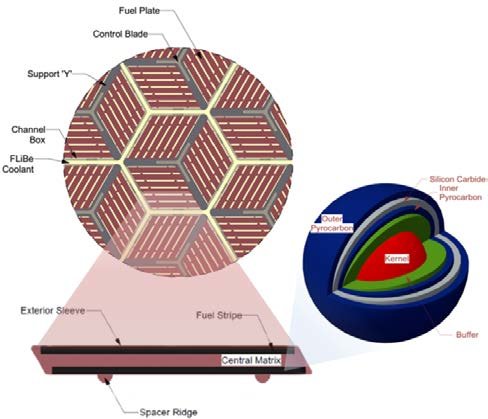 Fuel Plate
Control Blade
Support 'Y'
Channel
Box
FLiBe
Coolant
Silicon Carbide
Inner
Pyrocarbon
Outer
Pyrocarbon
Kernel
Buffer
Exterior Sleeve
Fuel Stripe
Central Matrix
Spacer Ridge